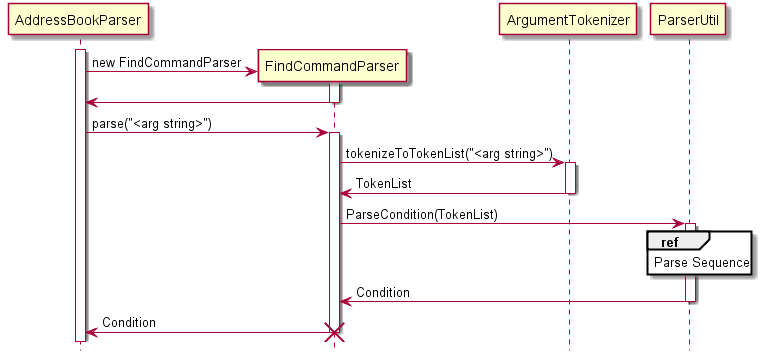 AddressBookParser
ArgumentTokenizer
ParserUtil
new FindCommandParser
FindCommandParser
parse("<arg string>")
tokenizeToTokenList("<arg string>")
TokenList
ParseCondition(TokenList)
ref
Parse Sequence
Condition
Condition